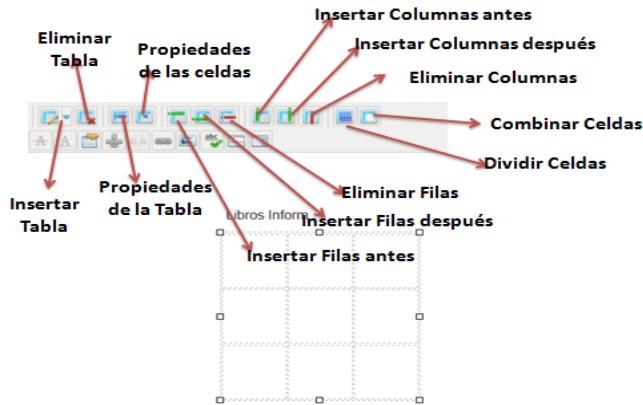 Insertar Columnas antes
Eliminar
Tabla
Propiedades
de las celdas
Insertar Columnas después
Eliminar Columnas
Combinar Celdas
Dividir Celdas
Insertar
Tabla
Propiedades
de la Tabla
Eliminar Filas
Libros Inform
Insertar Filas después
Insertar Filas antes